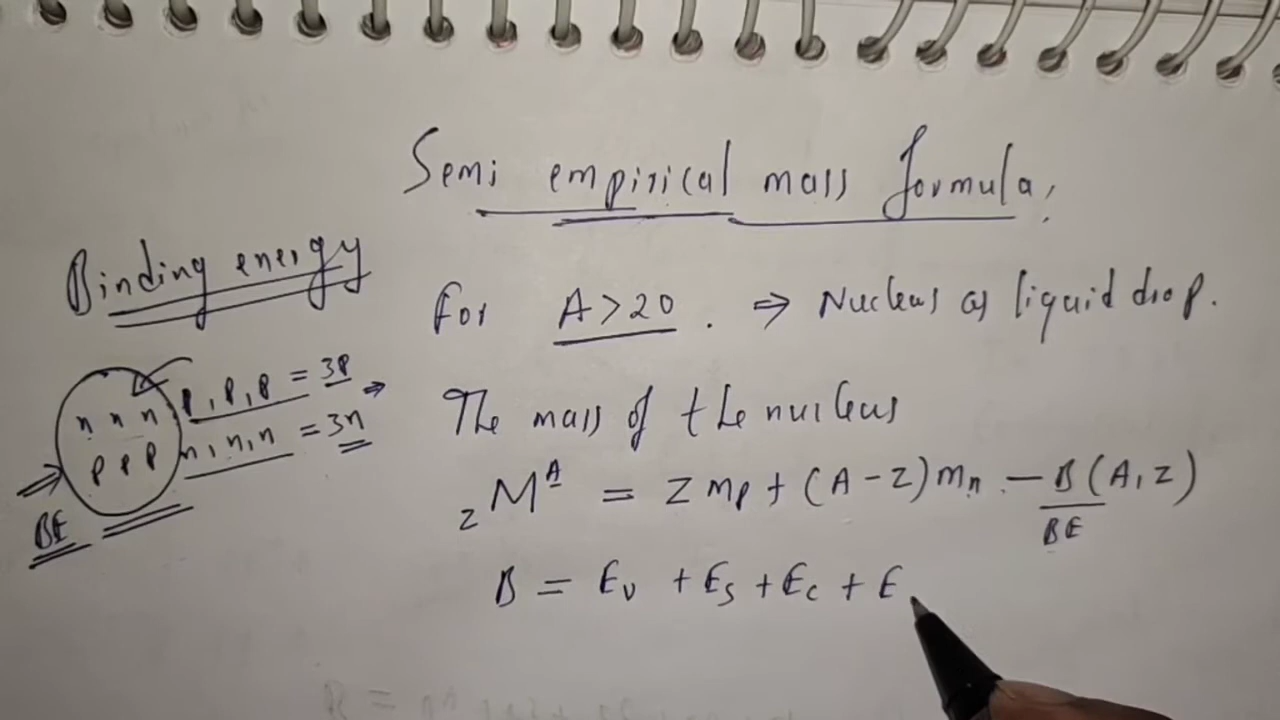 Semi empirical mass formula,
Binding energy
For A > 20 . ⇒ Nucleus as liquid drop.
n n n
p p p
p, p, p = 3p ⇒
n, n, n = 3n
BE
The mass of the nucleus
zM^A = Z mp + (A - Z) mn - B (A, Z)
BE
B = Ev + Es + Ec + E